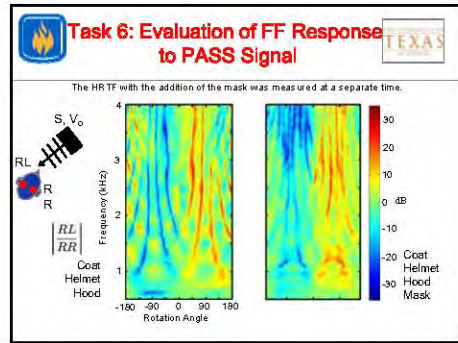 Task 6: Evaluation of FF Response
to PASS Signal
TEXAS
The HRTF with the addition of the mask was measured at a separate time.
S, Vo
RL
R
R
|RL/RR|
Coat
Helmet
Hood
Frequency (kHz)
4
3
2
1
-180 -90 0 90 180
Rotation Angle
30
20
10
0 dB
-10
-20
-30
Coat
Helmet
Hood
Mask